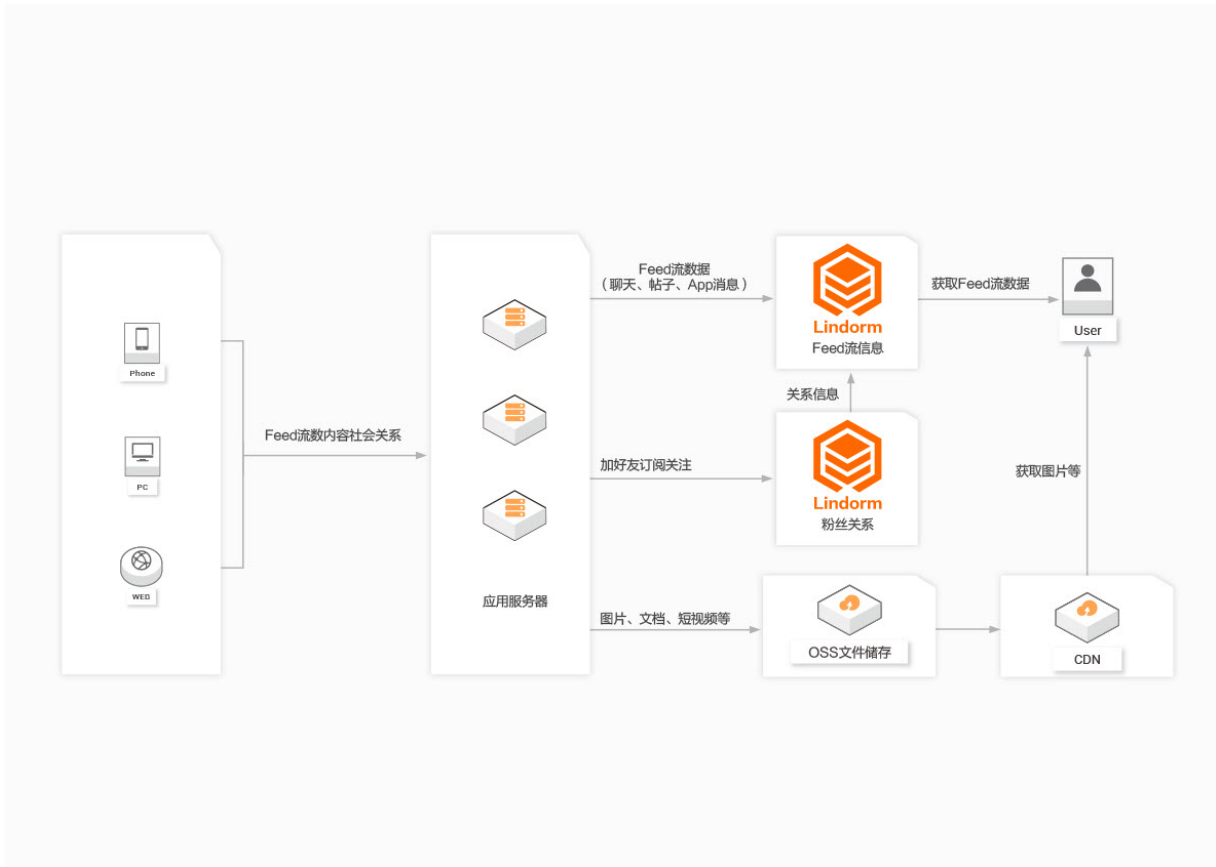 Phone
PC
WED
Feed流数内容社会关系
应用服务器
Feed流数据
（聊天、帖子、App消息）
加好友订阅关注
图片、文档、短视频等
Lindorm
Feed流信息
关系信息
Lindorm
粉丝关系
OSS文件储存
CDN
获取Feed流数据
User
获取图片等